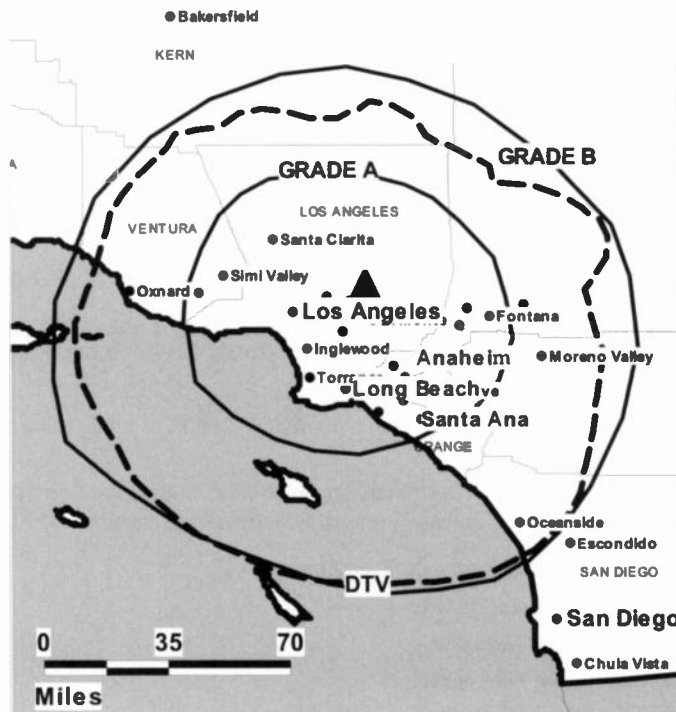 Bakersfield
KERN
GRADE B
GRADE A
LOS ANGELES
VENTURA
Santa Clarita
Simi Valley
Oxnard
Los Angeles
Fontana
Inglewood
Anaheim
Moreno Valley
Long Beach
Santa Ana
Oceanside
Escondido
DTV
SAN DIEGO
San Diego
0 35 70
Chula Vista
Miles